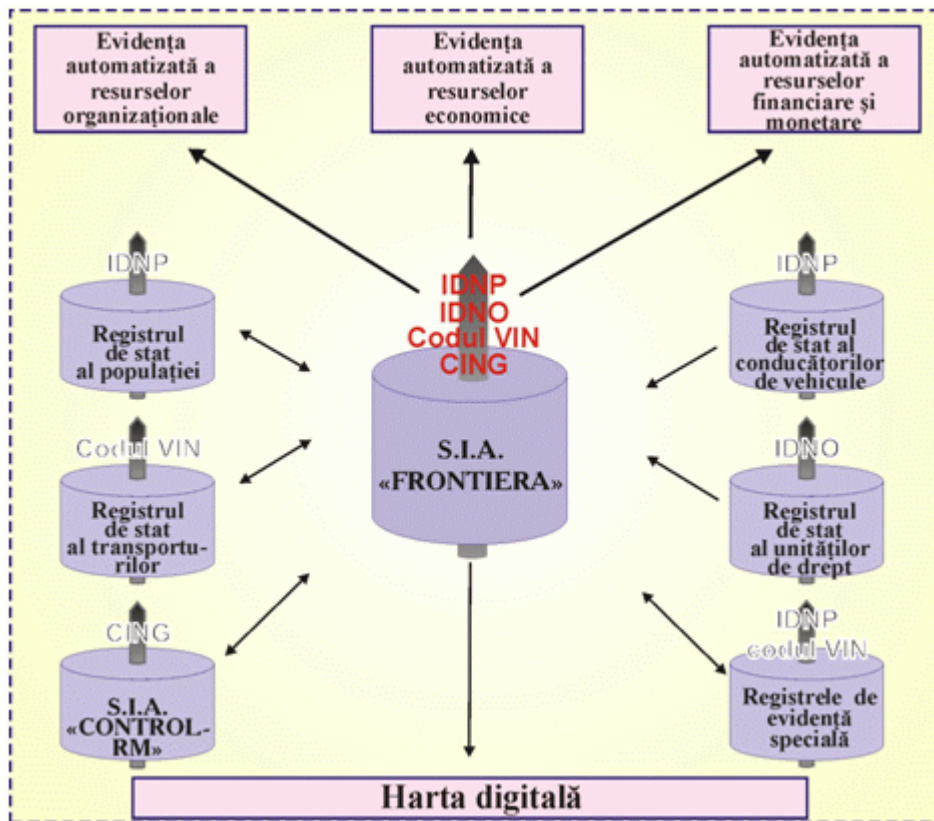 Evidența
automatizată a
resurselor
organizaționale
Evidența
automatizată a
resurselor
economice
Evidența
automatizată a
resurselor
financiare și
monetare
IDNP
Registrul
de stat
al populației
Codul VIN
Registrul
de stat
al transportu-
rilor
CING
S.I.A.
«CONTROL-
RM»
IDNP
IDNO
Codul VIN
CING
S.I.A.
«FRONTIERA»
IDNP
Registrul
de stat al
conducătorilor
de vehicule
IDNO
Registrul
de stat
al unităților
de drept
IDNP
codul VIN
Registrele de
evidență
specială
Harta digitală